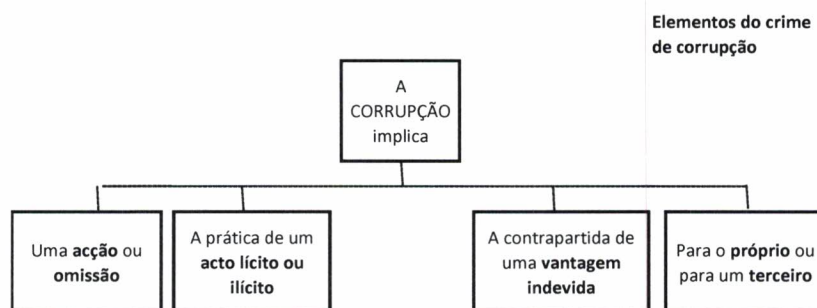 Elementos do crime
de corrupção
A
CORRUPÇÃO
implica
Uma acção ou
omissão
A prática de um
acto lícito ou
ilícito
A contrapartida de
uma vantagem
indevida
Para o próprio ou
para um terceiro